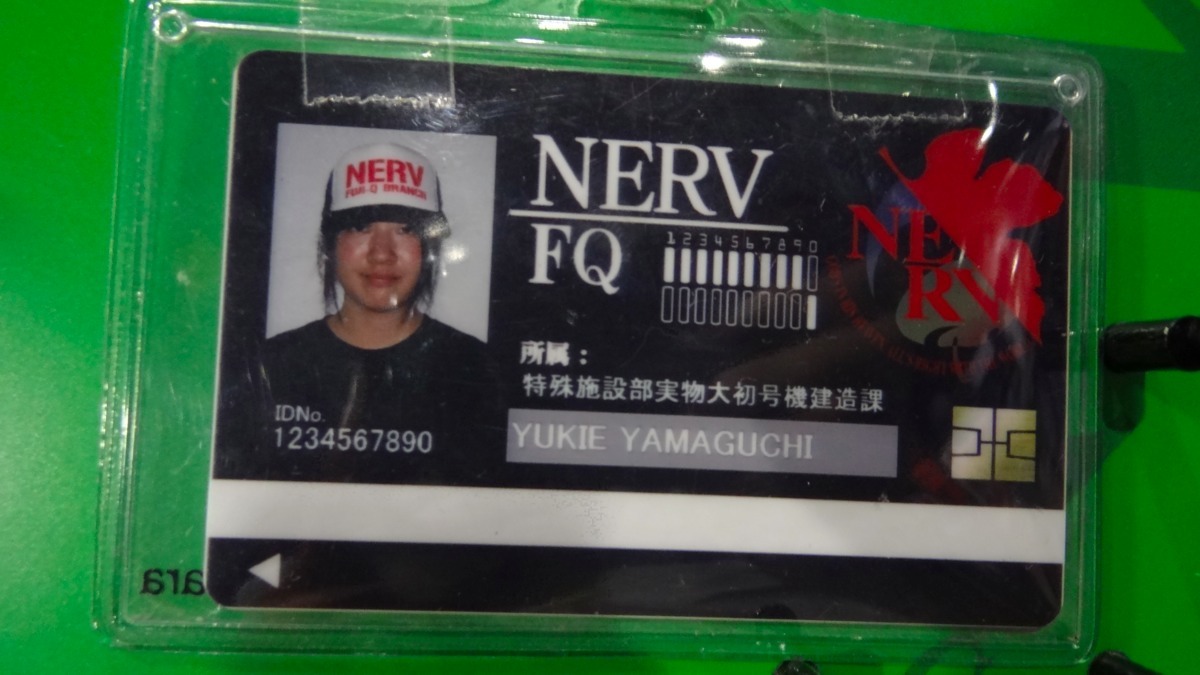 NERV
FUJI-Q BRANCH
NERV
FQ
1234567890
NERV
所属：
特殊施設部実物大初号機建造課
IDNo.
1234567890
YUKIE YAMAGUCHI
ara